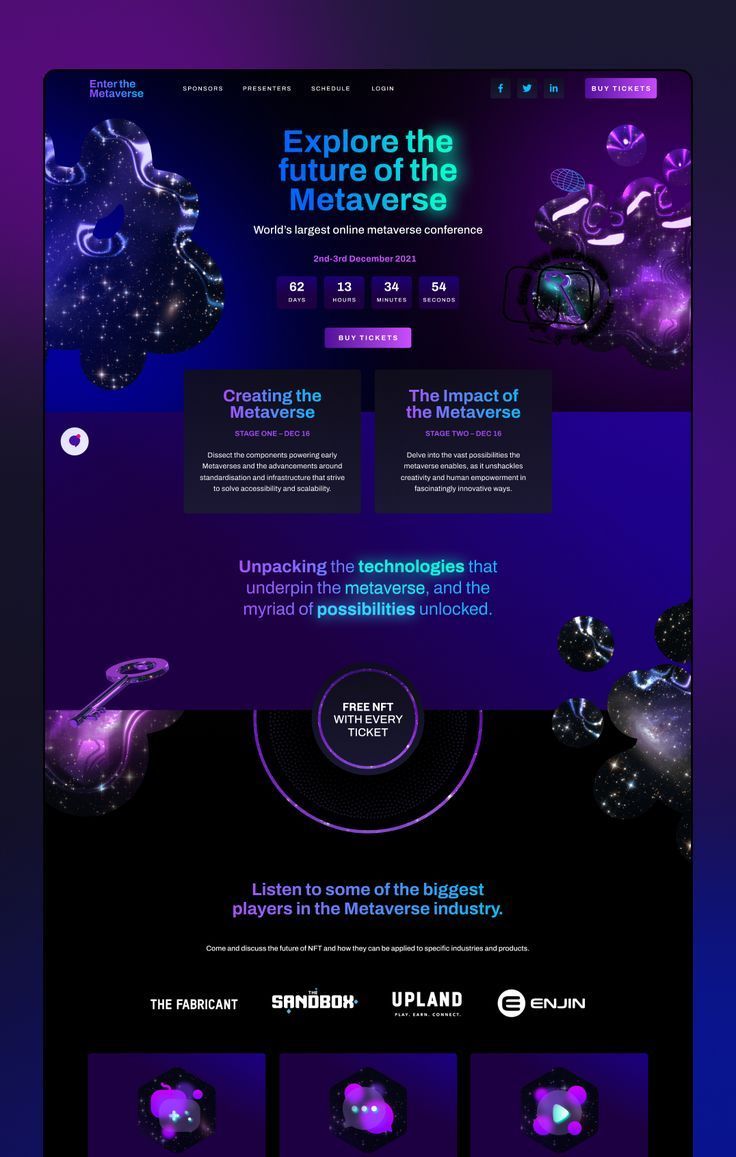 Enter the
Metaverse
SPONSORS PRESENTERS SCHEDULE LOGIN
BUY TICKETS
Explore the
future of the
Metaverse
World's largest online metaverse conference
2nd-3rd December 2021
62 13 34 54
DAYS HOURS MINUTES SECONDS
BUY TICKETS
Creating the
Metaverse
STAGE ONE – DEC 16
Dissect the components powering early
Metaverses and the advancements around
standardisation and infrastructure that strive
to solve accessibility and scalability.
The Impact of
the Metaverse
STAGE TWO – DEC 16
Delve into the vast possibilities the
metaverse enables, as it unshackles
creativity and human empowerment in
fascinatingly innovative ways.
Unpacking the technologies that
underpin the metaverse, and the
myriad of possibilities unlocked.
FREE NFT
WITH EVERY
TICKET
Listen to some of the biggest
players in the Metaverse industry.
Come and discuss the future of NFT and how they can be applied to specific industries and products.
THE FABRICANT
THE
SANDBOX
UPLAND
PLAY. EARN. CONNECT.
ENJIN